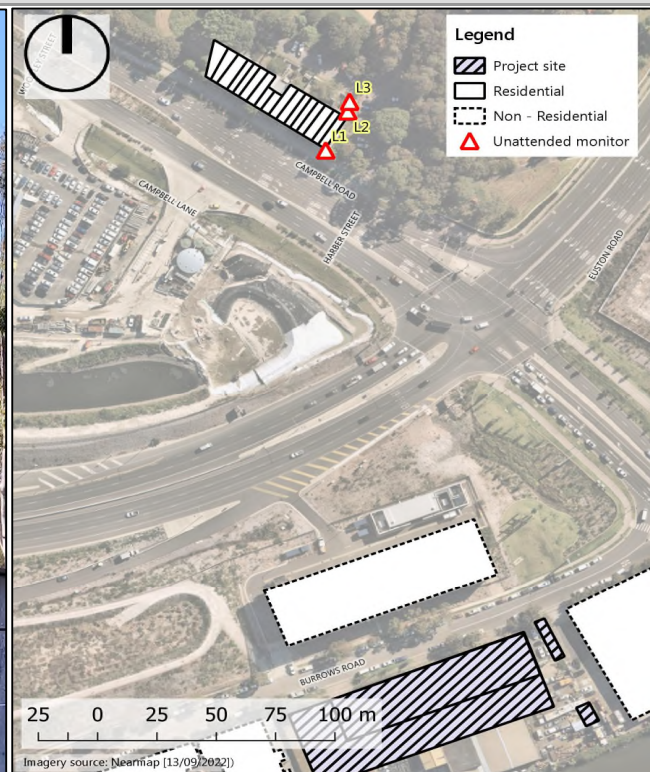 Legend
Project site
Residential
Non - Residential
Unattended monitor
L3
L2
L1
CAMPBELL ROAD
CAMPBELL LANE
HARBER STREET
EUSTON ROAD
BURROWS ROAD
25 0 25 50 75 100 m
Imagery source: Nearmap [13/09/2022])